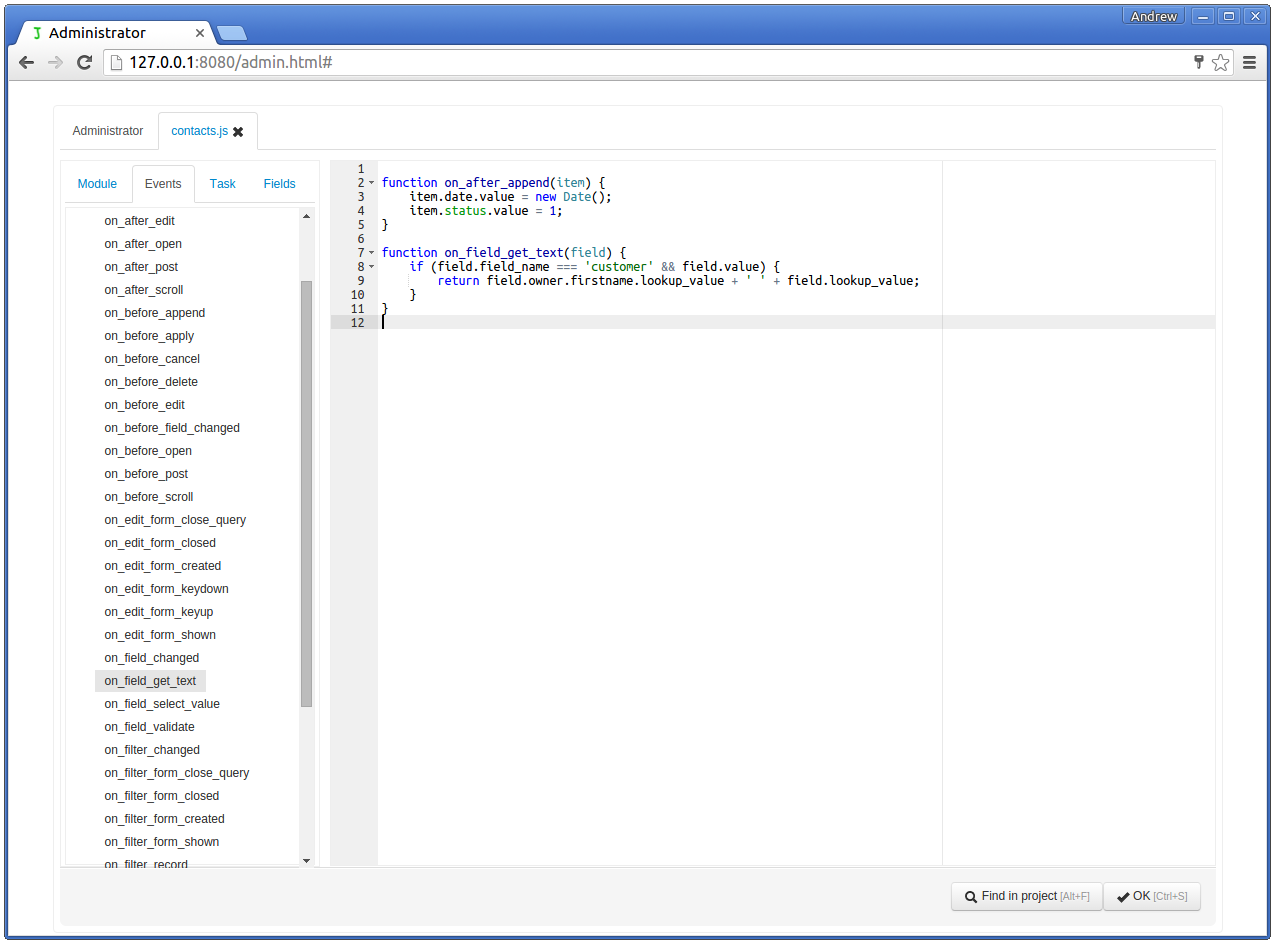 Andrew
Administrator
127.0.0.1:8080/admin.html#
Administrator
contacts.js
Module Events Task Fields
on_after_edit
on_after_open
on_after_post
on_after_scroll
on_before_append
on_before_apply
on_before_cancel
on_before_delete
on_before_edit
on_before_field_changed
on_before_open
on_before_post
on_before_scroll
on_edit_form_close_query
on_edit_form_closed
on_edit_form_created
on_edit_form_keydown
on_edit_form_keyup
on_edit_form_shown
on_field_changed
on_field_get_text
on_field_select_value
on_field_validate
on_filter_changed
on_filter_form_close_query
on_filter_form_closed
on_filter_form_created
on_filter_form_shown
on_filter_record
1
2 function on_after_append(item) {
3     item.date.value = new Date();
4     item.status.value = 1;
5 }
6
7 function on_field_get_text(field) {
8     if (field.field_name === 'customer' && field.value) {
9         return field.owner.firstname.lookup_value + ' ' + field.lookup_value;
10     }
11 }
12
Find in project [Alt+F]
OK [Ctrl+S]